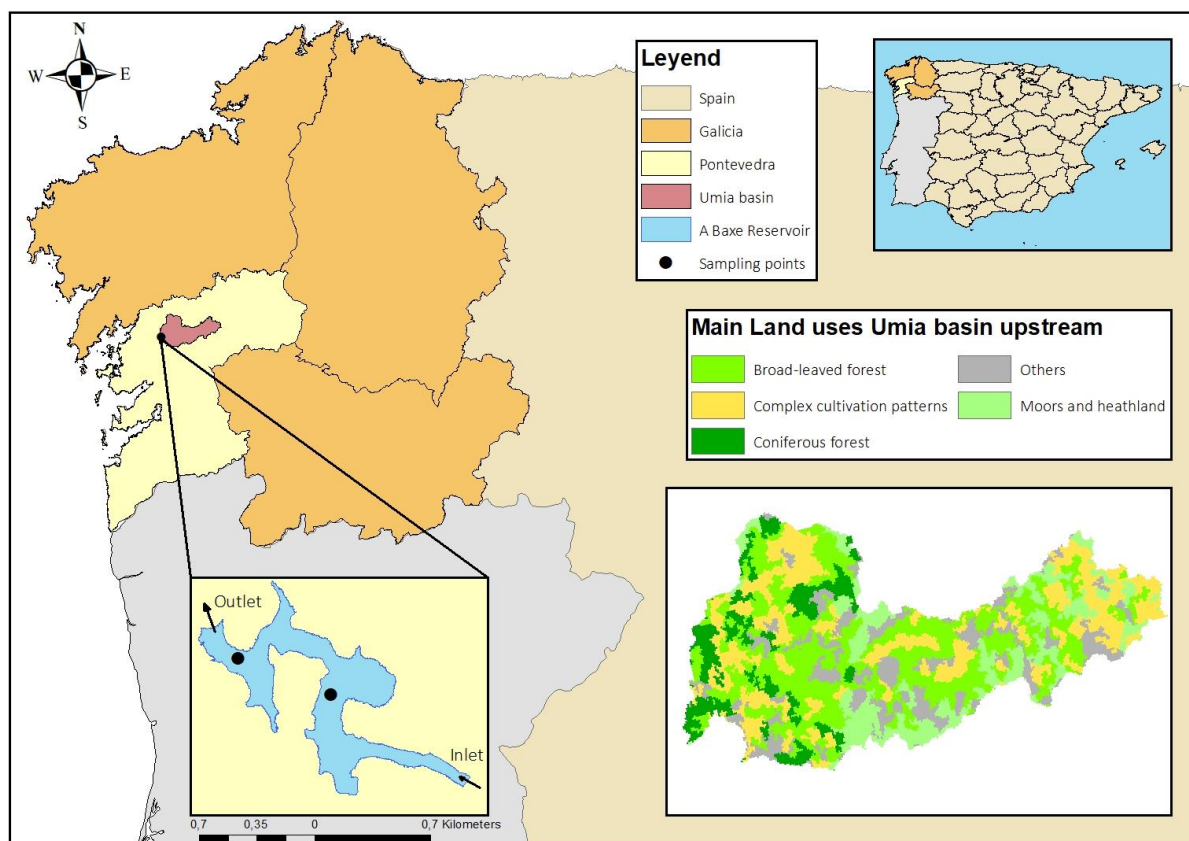 N
W E
S
Leyend
Spain
Galicia
Pontevedra
Umia basin
A Baxe Reservoir
Sampling points
Main Land uses Umia basin upstream
Broad-leaved forest
Others
Complex cultivation patterns
Moors and heathland
Coniferous forest
Outlet
Inlet
0,7 0,35 0 0,7 Kilometers